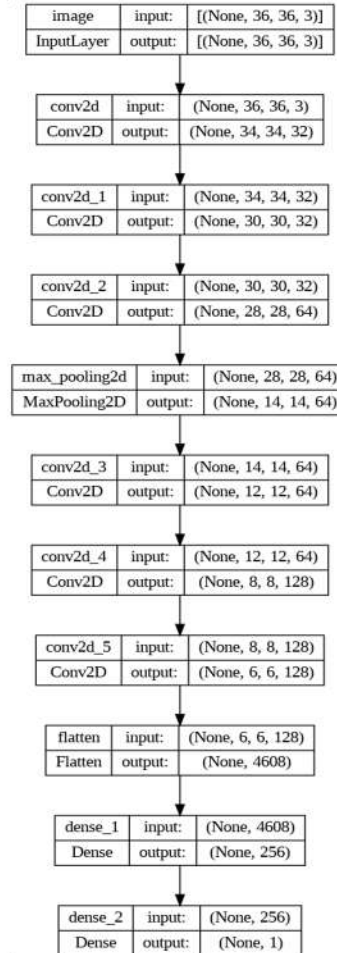 image input: [(None, 36, 36, 3)]
InputLayer output: [(None, 36, 36, 3)]
conv2d input: (None, 36, 36, 3)
Conv2D output: (None, 34, 34, 32)
conv2d_1 input: (None, 34, 34, 32)
Conv2D output: (None, 30, 30, 32)
conv2d_2 input: (None, 30, 30, 32)
Conv2D output: (None, 28, 28, 64)
max_pooling2d input: (None, 28, 28, 64)
MaxPooling2D output: (None, 14, 14, 64)
conv2d_3 input: (None, 14, 14, 64)
Conv2D output: (None, 12, 12, 64)
conv2d_4 input: (None, 12, 12, 64)
Conv2D output: (None, 8, 8, 128)
conv2d_5 input: (None, 8, 8, 128)
Conv2D output: (None, 6, 6, 128)
flatten input: (None, 6, 6, 128)
Flatten output: (None, 4608)
dense_1 input: (None, 4608)
Dense output: (None, 256)
dense_2 input: (None, 256)
Dense output: (None, 1)